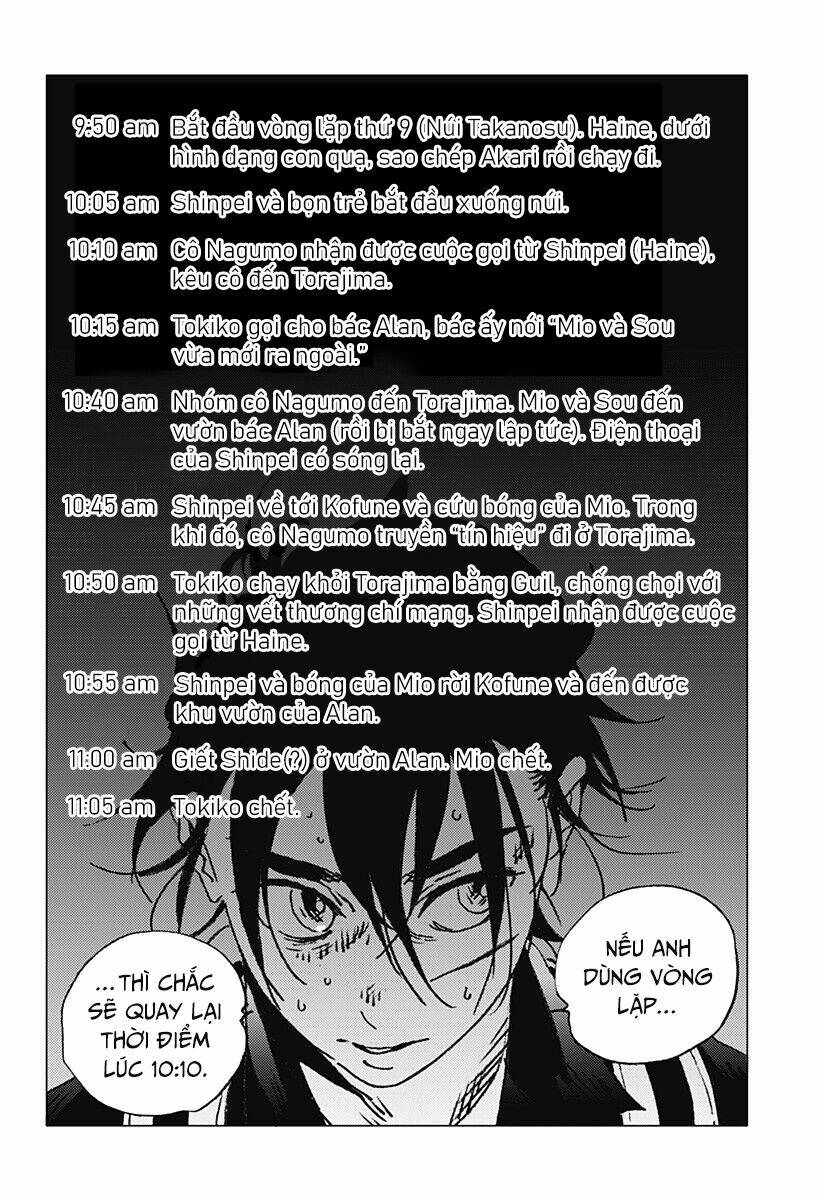 9:50 am Bắt đầu vòng lặp thứ 9 (Núi Takanosu). Haine, dưới
hình dạng con quạ, sao chép Akari rồi chạy đi.
10:05 am Shinpei và bọn trẻ bắt đầu xuống núi.
10:10 am Cô Nagumo nhận được cuộc gọi từ Shinpei (Haine),
kêu cô đến Torajima.
10:15 am Tokiko gọi cho bác Alan, bác ấy nói “Mio và Sou
vừa mới ra ngoài.”
10:40 am Nhóm cô Nagumo đến Torajima. Mio và Sou đến
vườn bác Alan (rồi bị bắt ngay lập tức). Điện thoại
của Shinpei có sóng lại.
10:45 am Shinpei về tới Kofune và cứu bóng của Mio. Trong
khi đó, cô Nagumo truyền “tín hiệu” đi ở Torajima.
10:50 am Tokiko chạy khỏi Torajima bằng Guil, chống chọi với
những vết thương chí mạng. Shinpei nhận được cuộc
gọi từ Haine.
10:55 am Shinpei và bóng của Mio rời Kofune và đến được
khu vườn của Alan.
11:00 am Giết Shide(?) ở vườn Alan. Mio chết.
11:05 am Tokiko chết.
NẾU ANH
DÙNG VÒNG
LẶP...
...THÌ CHẮC
SẼ QUAY LẠI
THỜI ĐIỂM
LÚC 10:10.